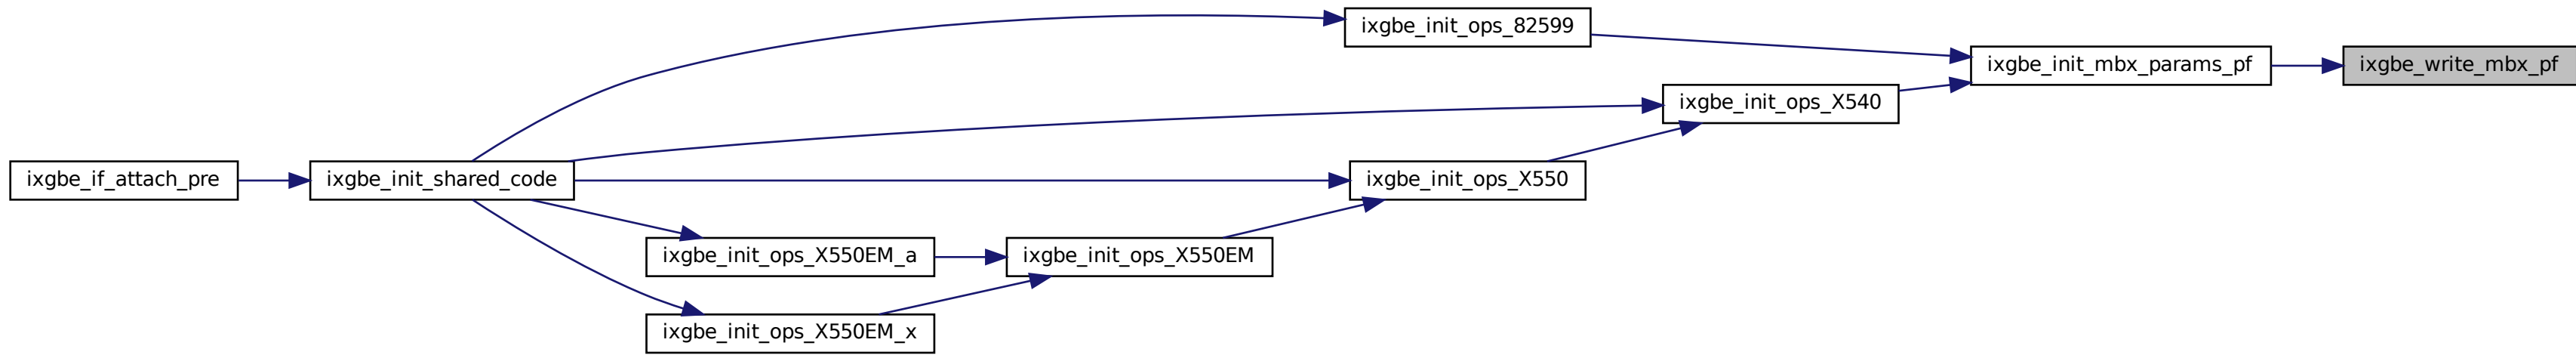 ixgbe_init_ops_82599
ixgbe_init_mbx_params_pf
ixgbe_write_mbx_pf
ixgbe_init_ops_X540
ixgbe_if_attach_pre
ixgbe_init_shared_code
ixgbe_init_ops_X550
ixgbe_init_ops_X550EM_a
ixgbe_init_ops_X550EM
ixgbe_init_ops_X550EM_x